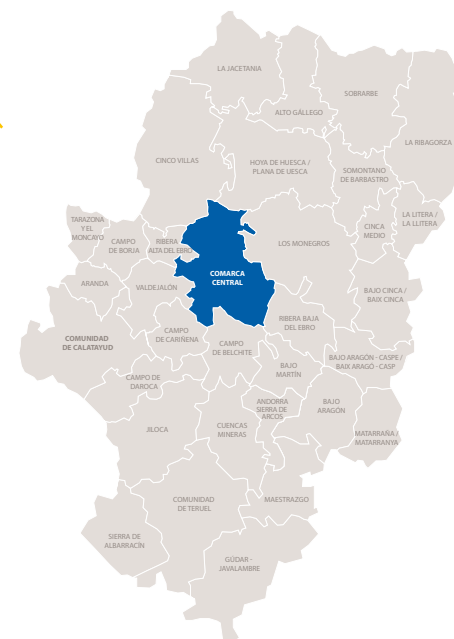 LA JACETANIA
SOBRARBE
ALTO GÁLLEGO
LA RIBAGORZA
CINCO VILLAS
HOYA DE HUESCA /
PLANA DE UESCA
SOMONTANO
DE BARBASTRO
TARAZONA
Y EL
MONCAYO
CAMPO
DE BORJA
RIBERA
ALTA DEL EBRO
LOS MONEGROS
CINCA
MEDIO
LA LITERA /
LA LLITERA
ARANDA
VALDEJALÓN
COMARCA
CENTRAL
BAJO CINCA /
BAIX CINCA
RIBERA BAJA
DEL EBRO
COMUNIDAD
DE CALATAYUD
CAMPO
DE CARIÑENA
CAMPO
DE BELCHITE
BAJO
MARTÍN
BAJO ARAGÓN - CASPE /
BAIX ARAGÓ - CASP
CAMPO DE
DAROCA
ANDORRA
SIERRA DE
ARCOS
BAJO
ARAGÓN
JILOCA
CUENCAS
MINERAS
MATARRAÑA /
MATARRANYA
COMUNIDAD
DE TERUEL
MAESTRAZGO
SIERRA DE
ALBARRACÍN
GÚDAR -
JAVALAMBRE